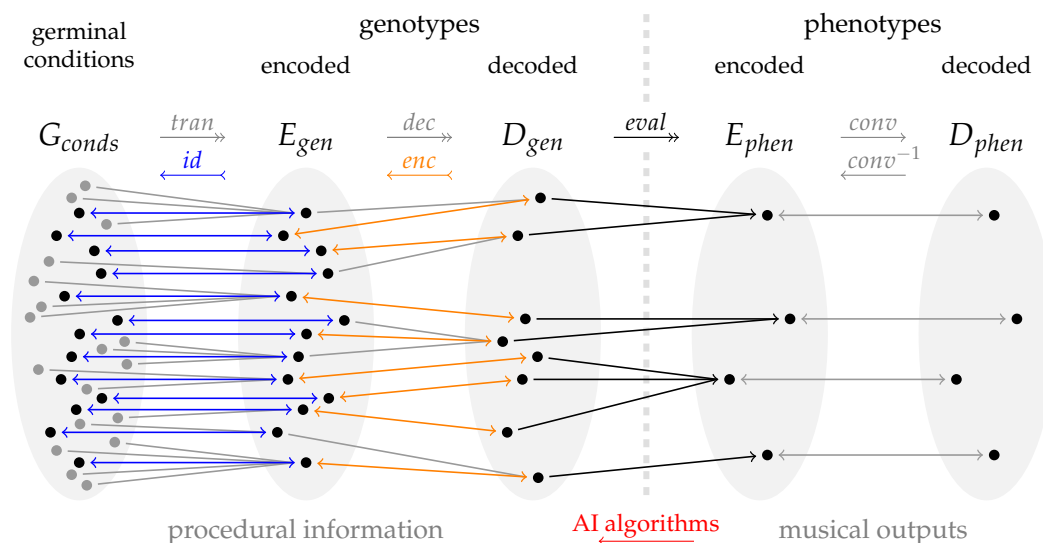 germinal
conditions
genotypes
phenotypes
encoded
decoded
encoded
decoded
G_conds
tran
id
E_gen
dec
enc
D_gen
eval
E_phen
conv
conv⁻¹
D_phen
procedural information
AI algorithms
musical outputs